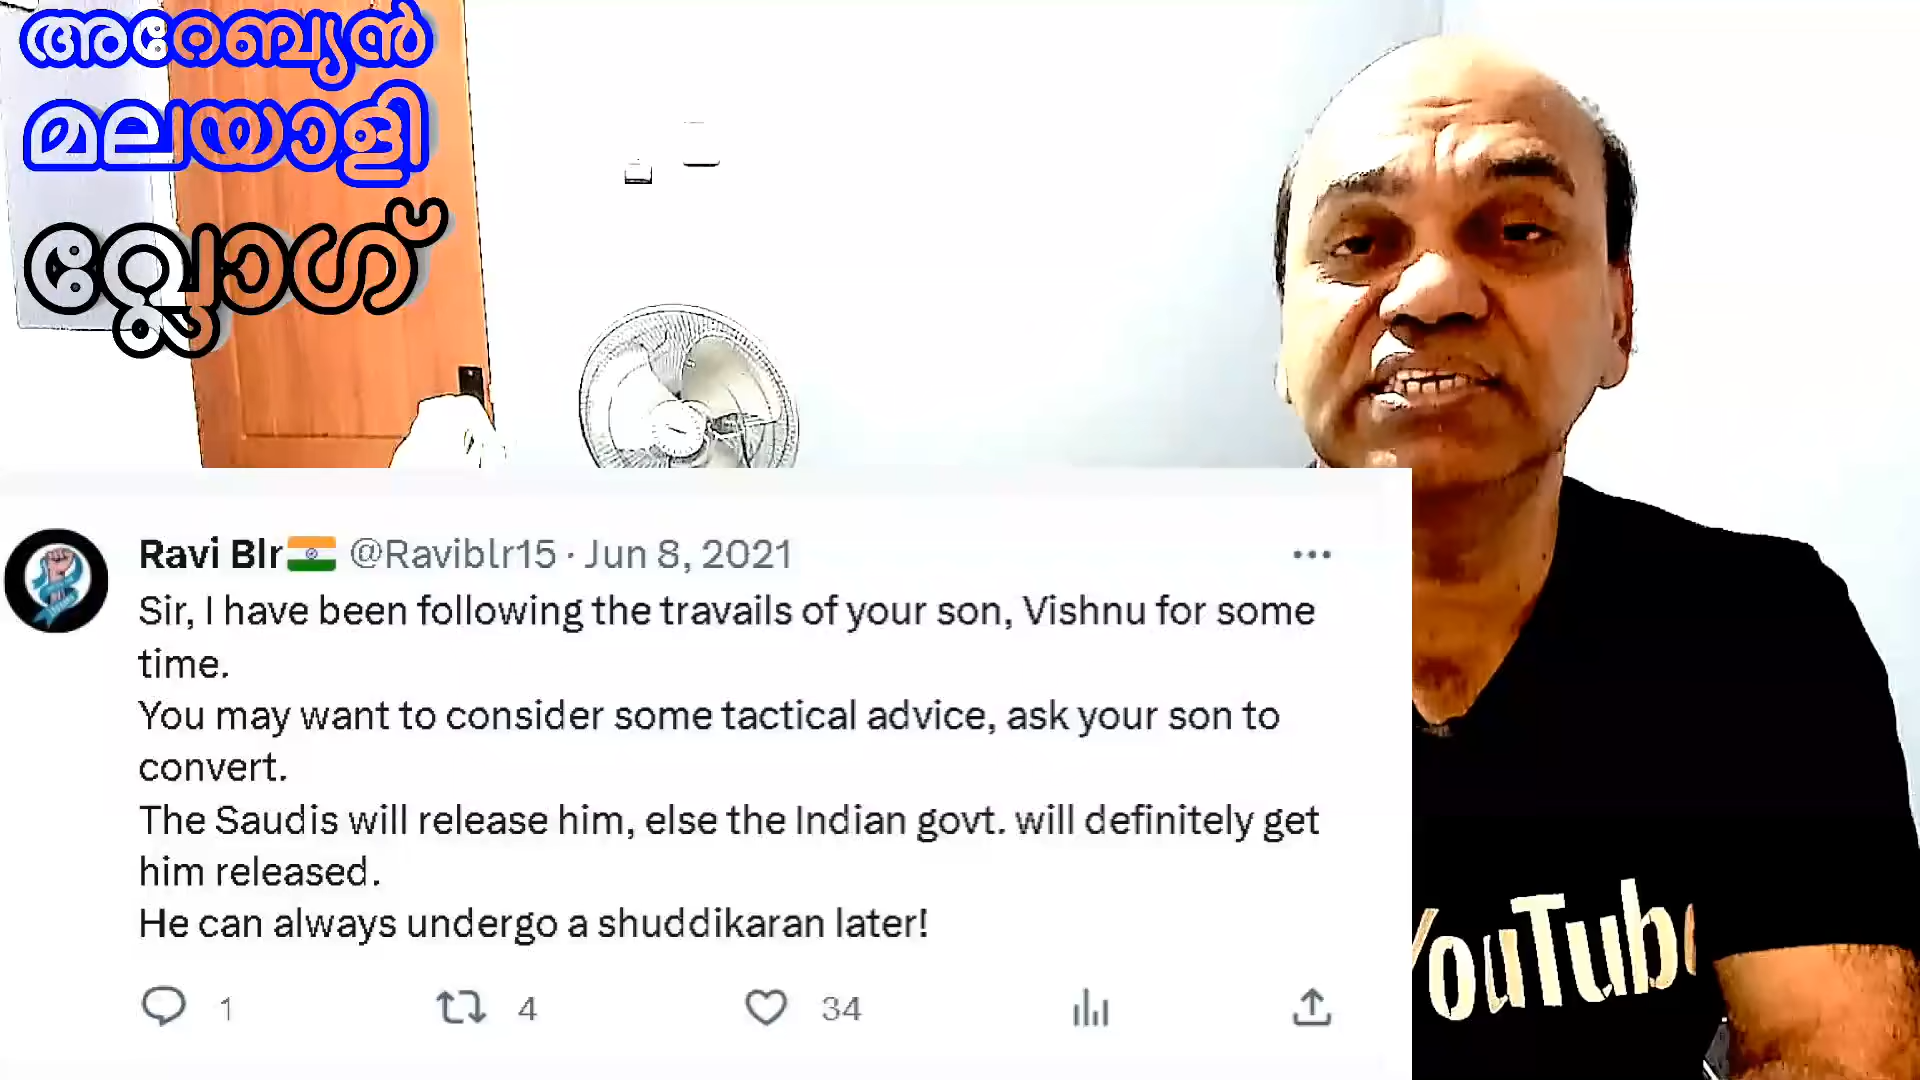 അറേബ്യൻ
മലയാളി
വ്ലോഗ്
Ravi Blr🇮🇳 @Raviblr15 · Jun 8, 2021
Sir, I have been following the travails of your son, Vishnu for some
time.
You may want to consider some tactical advice, ask your son to
convert.
The Saudis will release him, else the Indian govt. will definitely get
him released.
He can always undergo a shuddikaran later!
1 4 34
YouTube